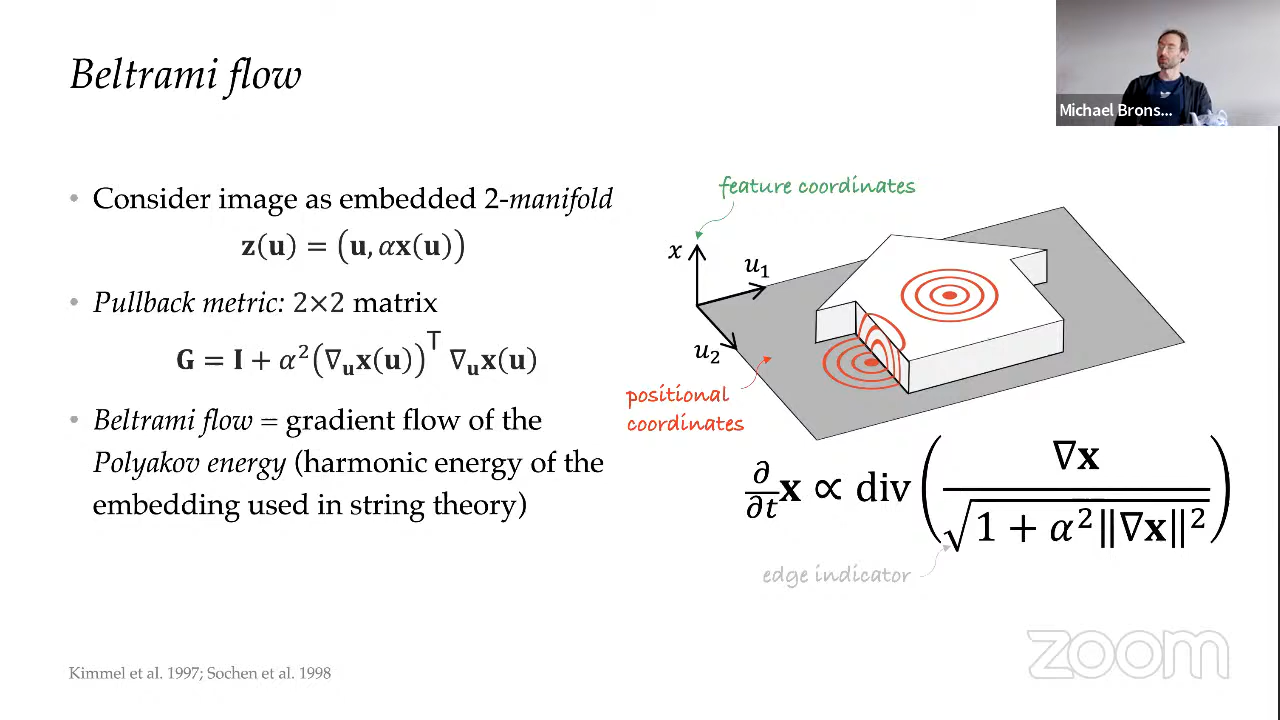 Beltrami flow
Michael Brons...
• Consider image as embedded 2-manifold
z(u) = (u, αx(u))
• Pullback metric: 2×2 matrix
G = I + α²(∇ᵤx(u))ᵀ ∇ᵤx(u)
• Beltrami flow = gradient flow of the
Polyakov energy (harmonic energy of the
embedding used in string theory)
feature coordinates
x
u₁
u₂
positional
coordinates
∂/∂t x ∝ div(∇x / √(1 + α²‖∇x‖²))
edge indicator
Kimmel et al. 1997; Sochen et al. 1998
zoom